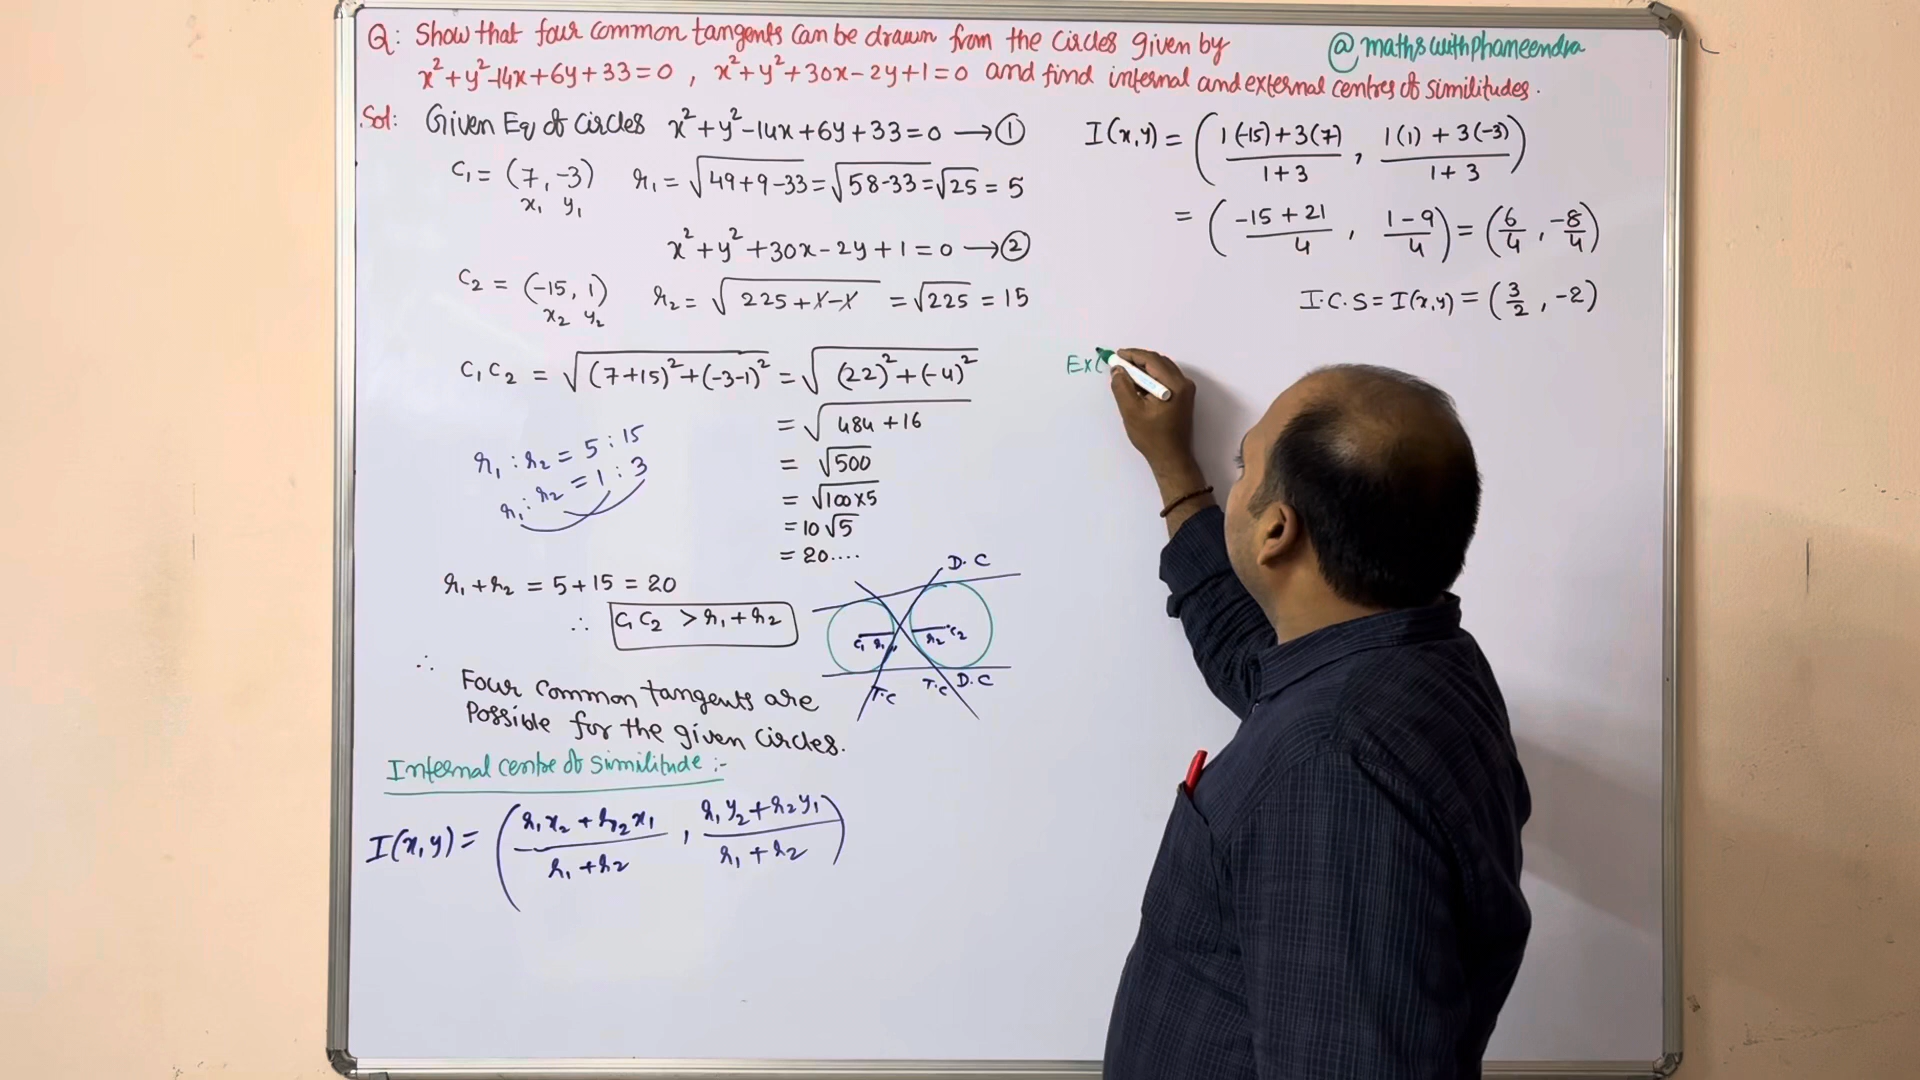 Q: Show that four common tangents can be drawn from the circles given by
@mathswithphaneendra
x²+y²-14x+6y+33=0 , x²+y²+30x-2y+1=0 and find internal and external centres of similitudes.
Sol: Given Eq of circles x²+y²-14x+6y+33=0 →①
C₁ = (7, -3) r₁ = √49+9-33 = √58-33 = √25 = 5
x₁ y₁
x²+y²+30x-2y+1=0 →②
C₂ = (-15, 1) r₂ = √225+1-1 = √225 = 15
x₂ y₂
C₁C₂ = √(7+15)²+(-3-1)² = √(22)²+(-4)²
= √484+16
= √500
= √100×5
= 10√5
= 20....
r₁ : r₂ = 5 : 15
r₁ : r₂ = 1 : 3
r₁+r₂ = 5+15 = 20
∴ C₁C₂ > r₁+r₂
∴ Four common tangents are
possible for the given circles.
D.C
C₁ r₁ r₂ C₂
T.C T.C D.C
Internal centre of similitude :-
I(x,y) = ((r₁x₂+r₂x₁)/(r₁+r₂), (r₁y₂+r₂y₁)/(r₁+r₂))
I(x,y) = ((1(-15)+3(7))/(1+3), (1(1)+3(-3))/(1+3))
= ((-15+21)/4, (1-9)/4) = (6/4, -8/4)
I.C.S = I(x,y) = (3/2, -2)
Ex